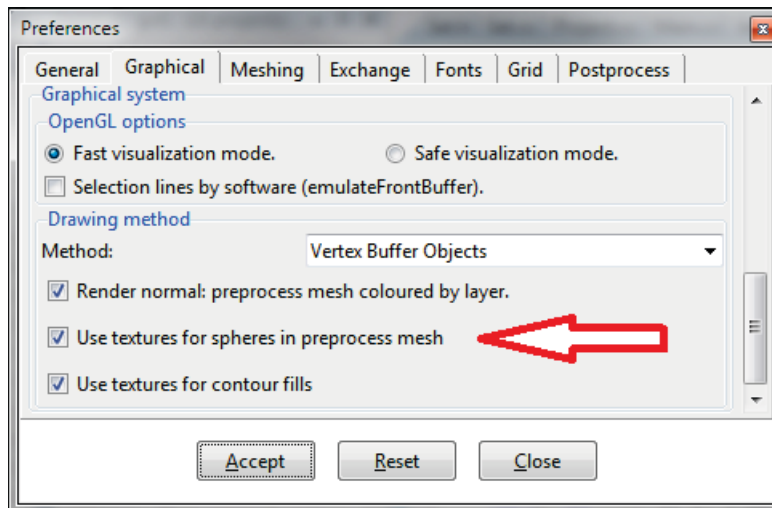 Preferences
General Graphical Meshing Exchange Fonts Grid Postprocess
Graphical system
OpenGL options
Fast visualization mode. Safe visualization mode.
Selection lines by software (emulateFrontBuffer).
Drawing method
Method: Vertex Buffer Objects
Render normal: preprocess mesh coloured by layer.
Use textures for spheres in preprocess mesh
Use textures for contour fills
Accept Reset Close